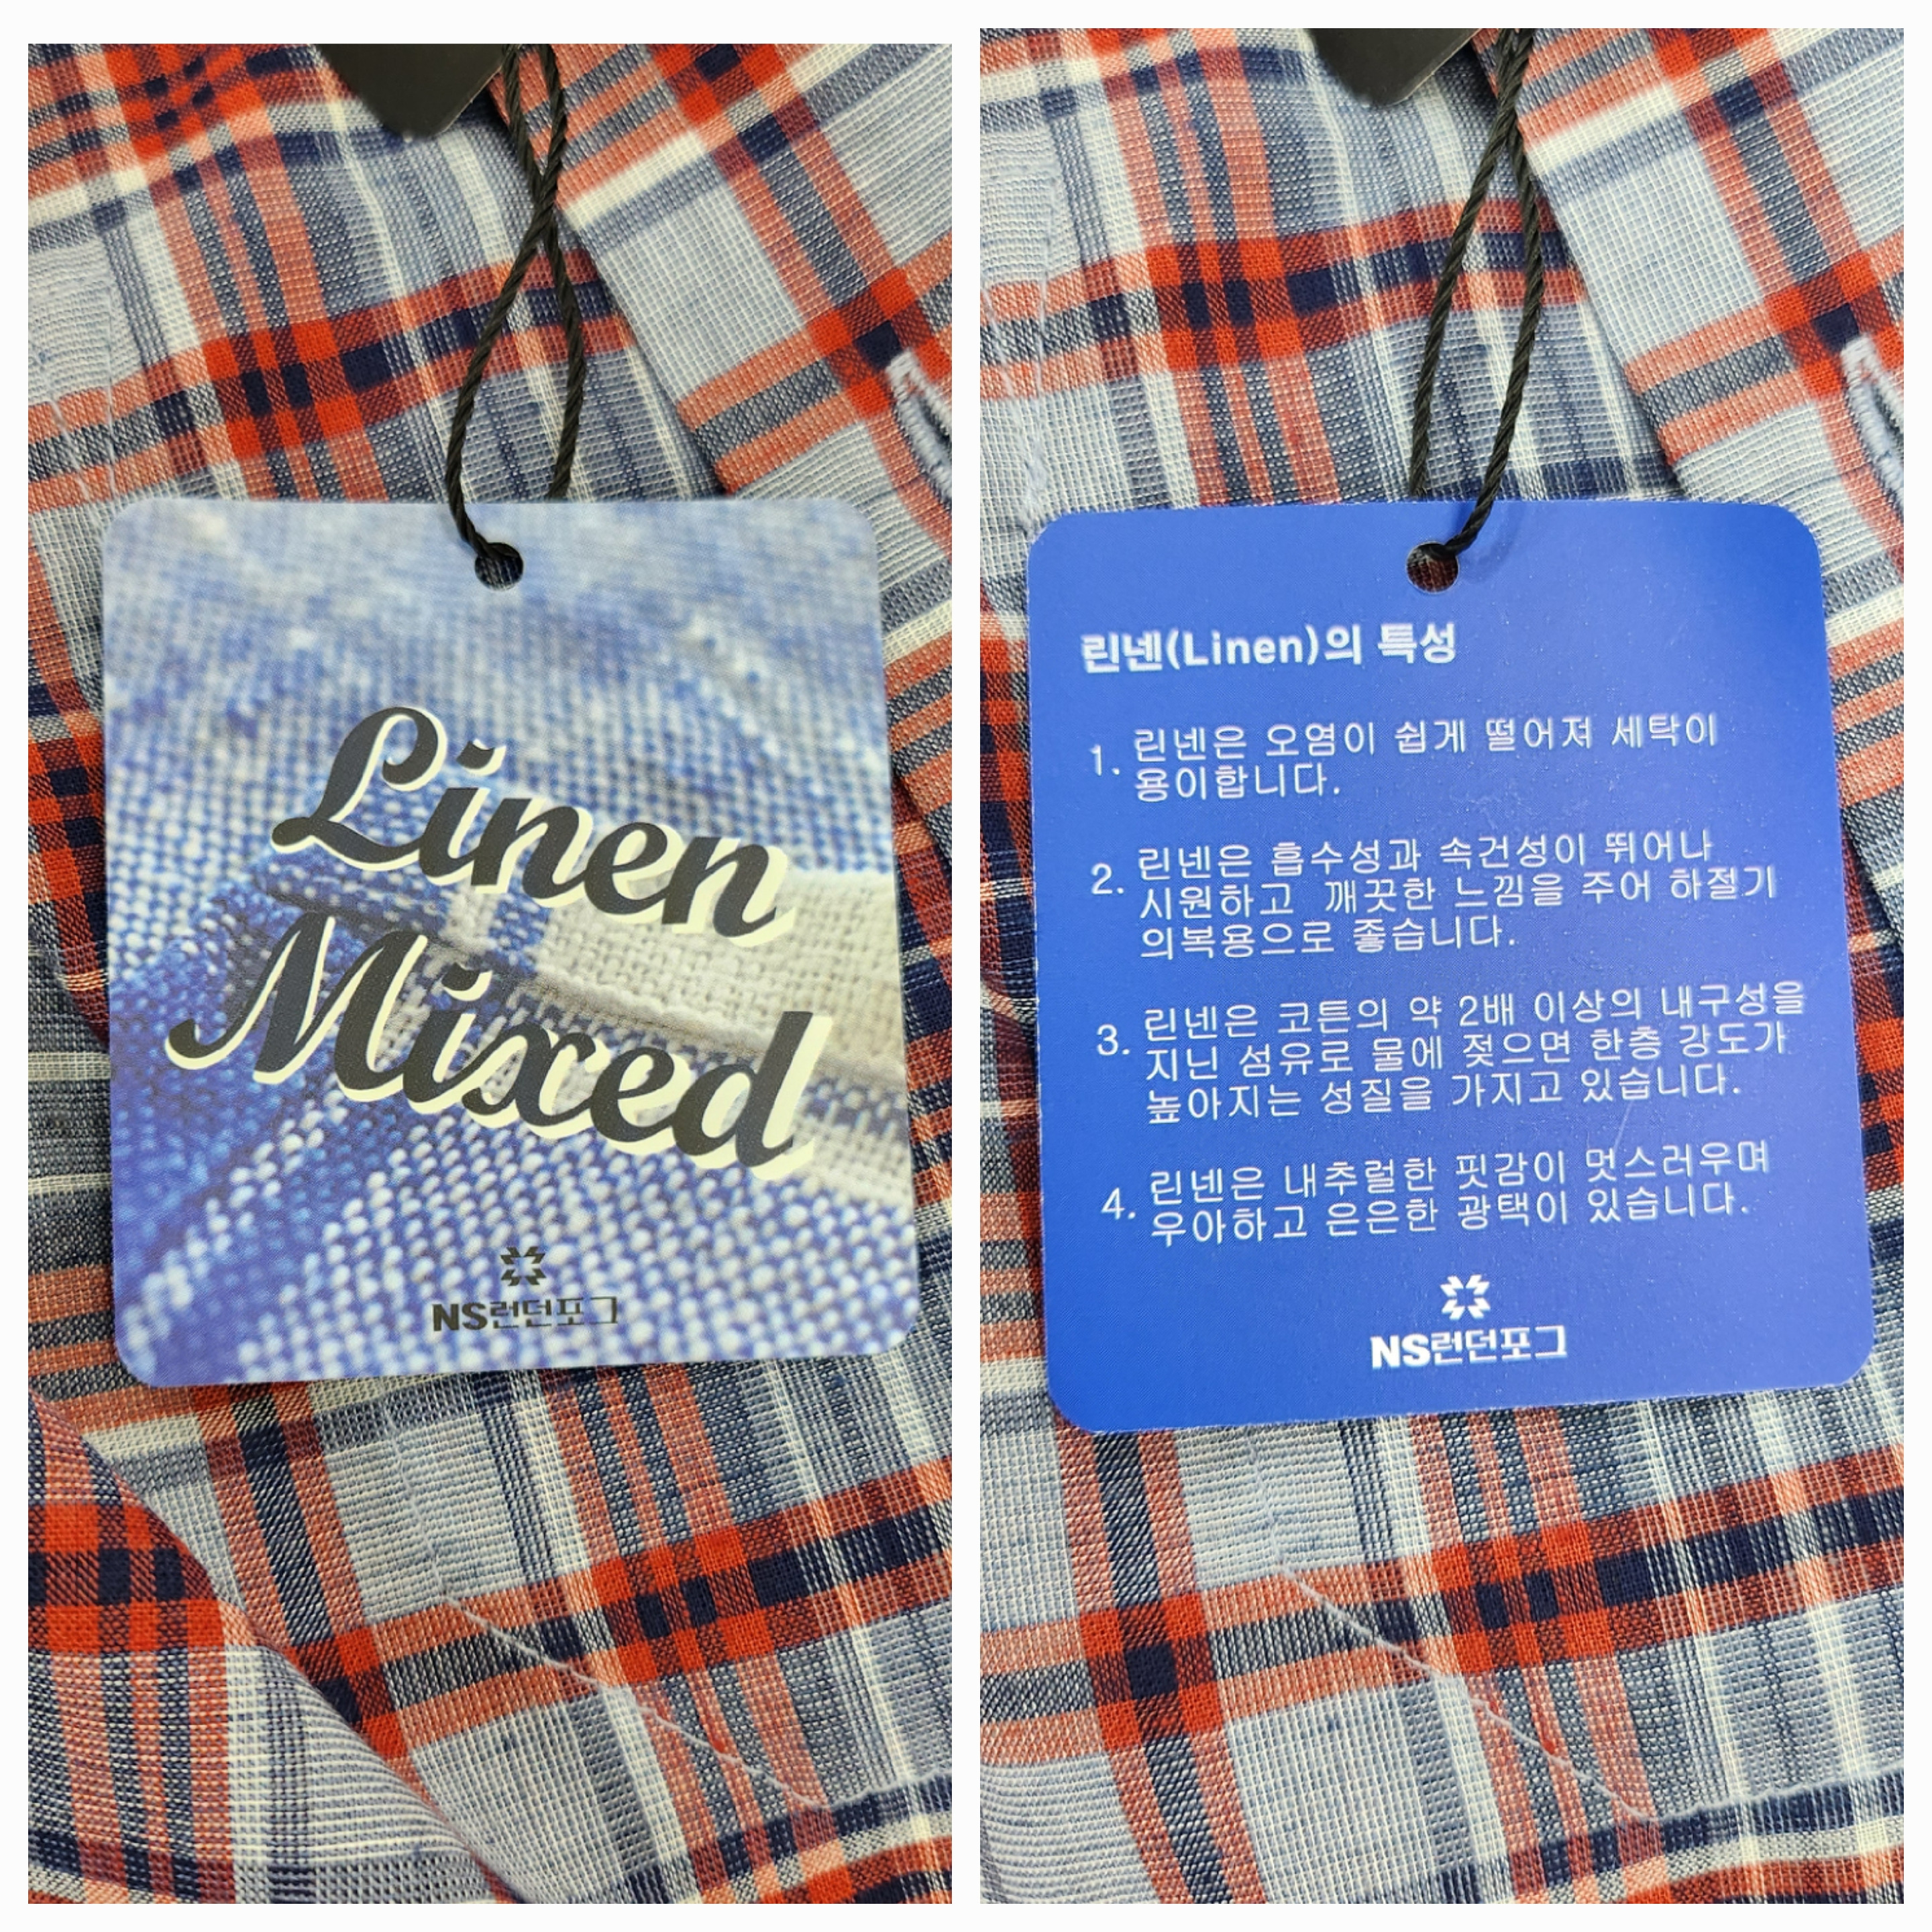 Linen
Mixed
NS런던포그
린넨(Linen)의 특성
1. 린넨은 오염이 쉽게 떨어져 세탁이
용이합니다.
2. 린넨은 흡수성과 속건성이 뛰어나
시원하고 깨끗한 느낌을 주어 하절기
의복용으로 좋습니다.
3. 린넨은 코튼의 약 2배 이상의 내구성을
지닌 섬유로 물에 젖으면 한층 강도가
높아지는 성질을 가지고 있습니다.
4. 린넨은 내추럴한 핏감이 멋스러우며
우아하고 은은한 광택이 있습니다.
NS런던포그